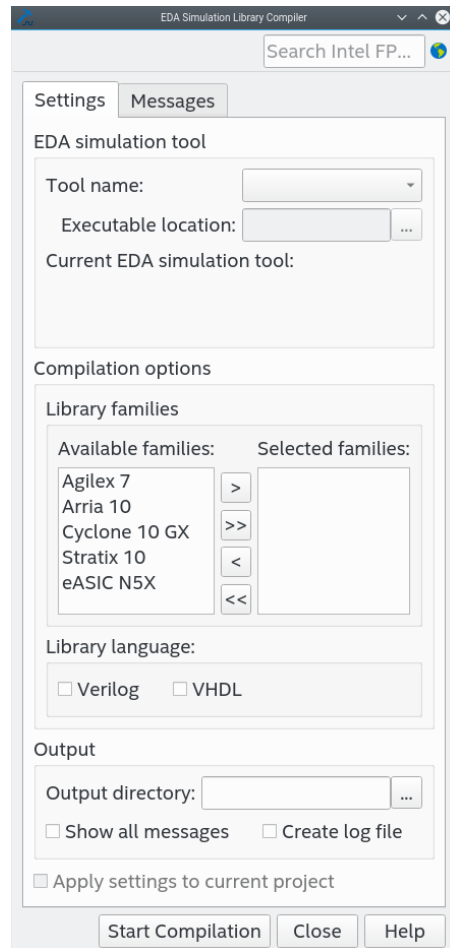 EDA Simulation Library Compiler
Search Intel FP...
Settings Messages
EDA simulation tool
Tool name:
Executable location: ...
Current EDA simulation tool:
Compilation options
Library families
Available families: Selected families:
Agilex 7
Arria 10
Cyclone 10 GX
Stratix 10
eASIC N5X
>
>>
<
<<
Library language:
Verilog VHDL
Output
Output directory: ...
Show all messages Create log file
Apply settings to current project
Start Compilation Close Help